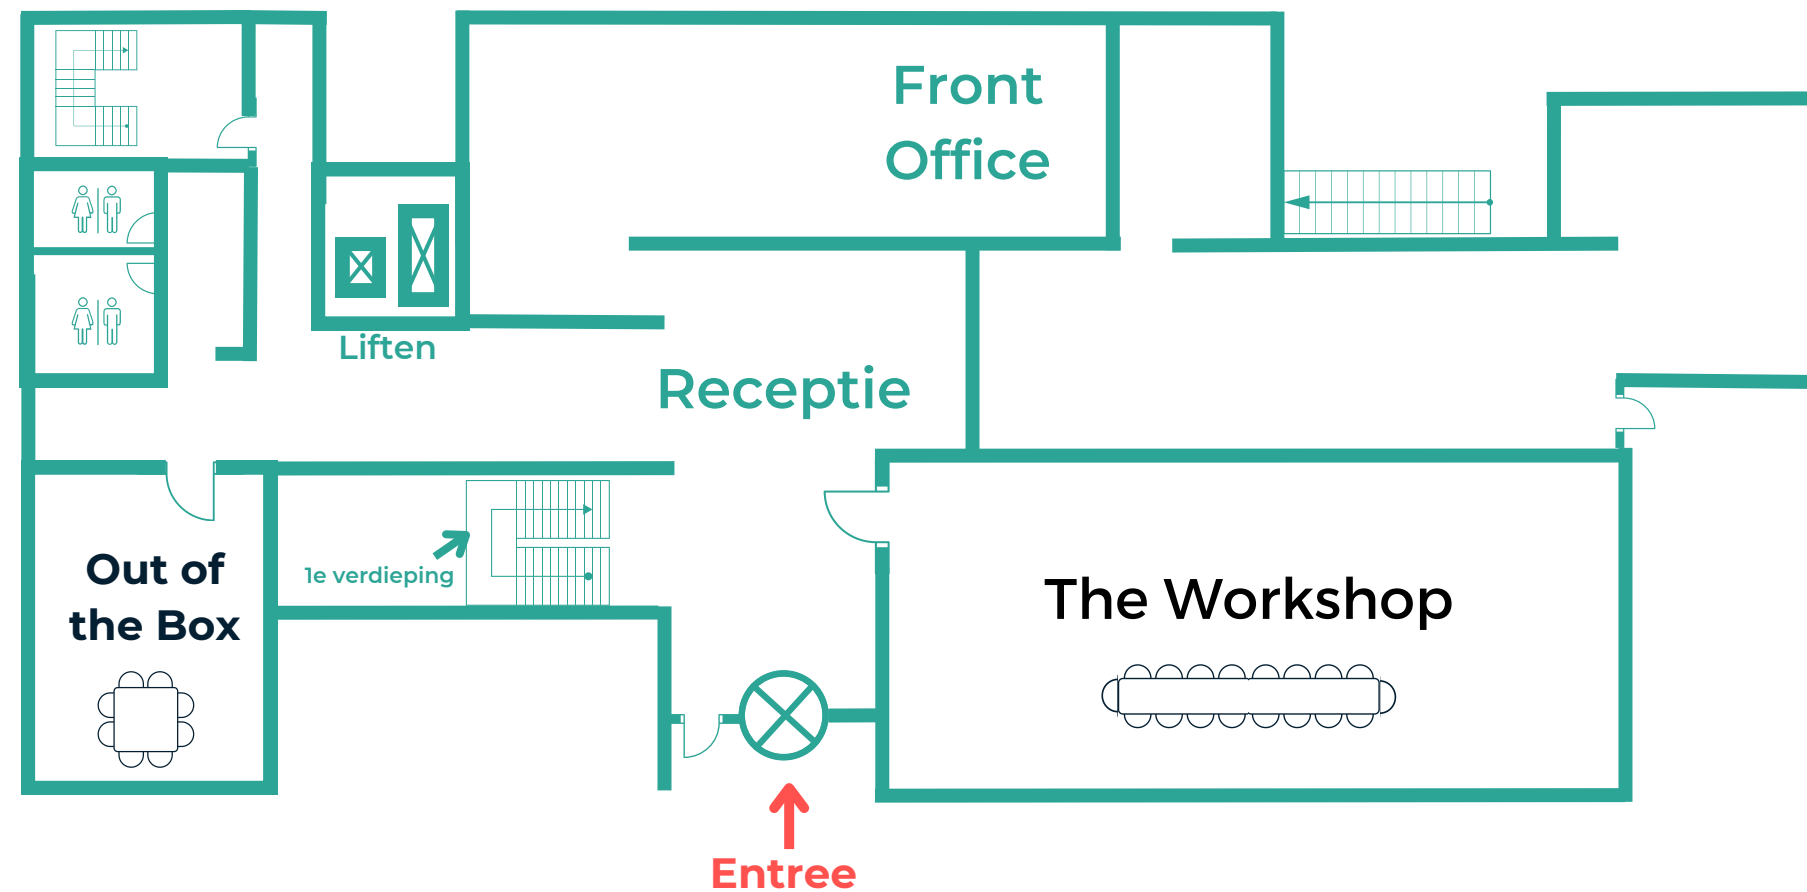 Front
Office
Liften
Receptie
Out of
the Box
1e verdieping
The Workshop
Entree